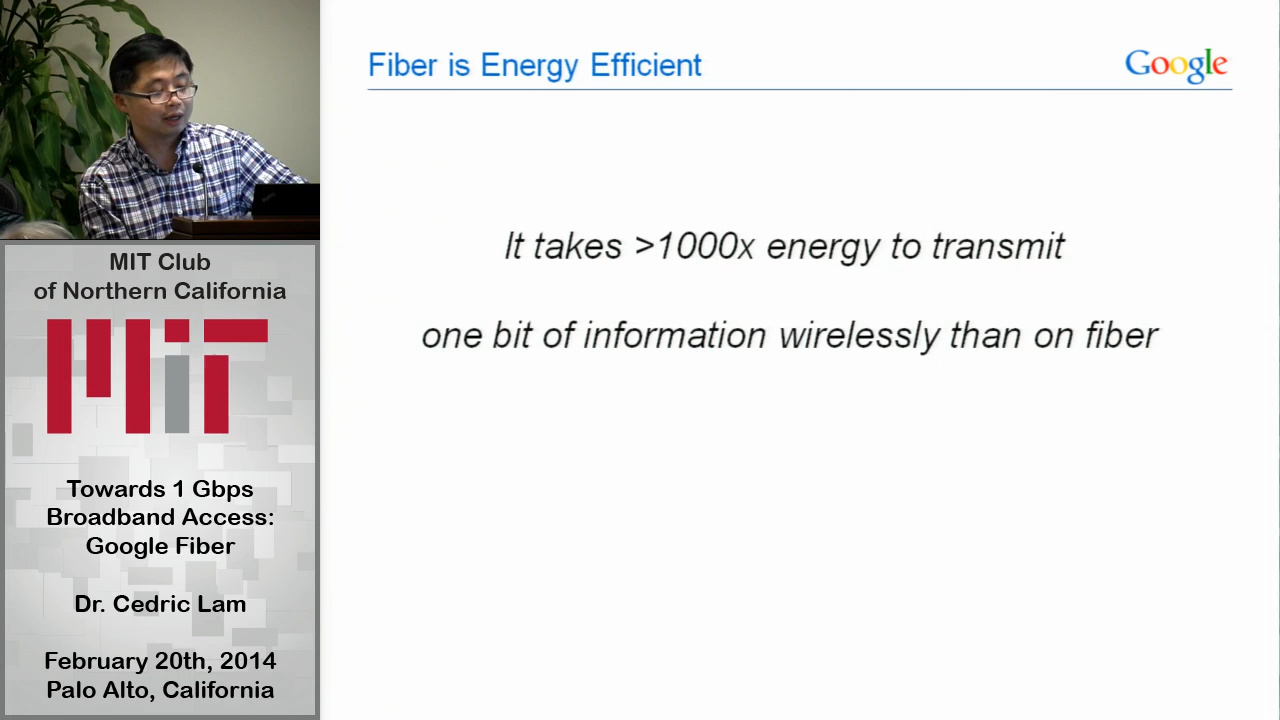 Fiber is Energy Efficient
Google
It takes >1000x energy to transmit
one bit of information wirelessly than on fiber
MIT Club
of Northern California
MIT
Towards 1 Gbps
Broadband Access:
Google Fiber
Dr. Cedric Lam
February 20th, 2014
Palo Alto, California